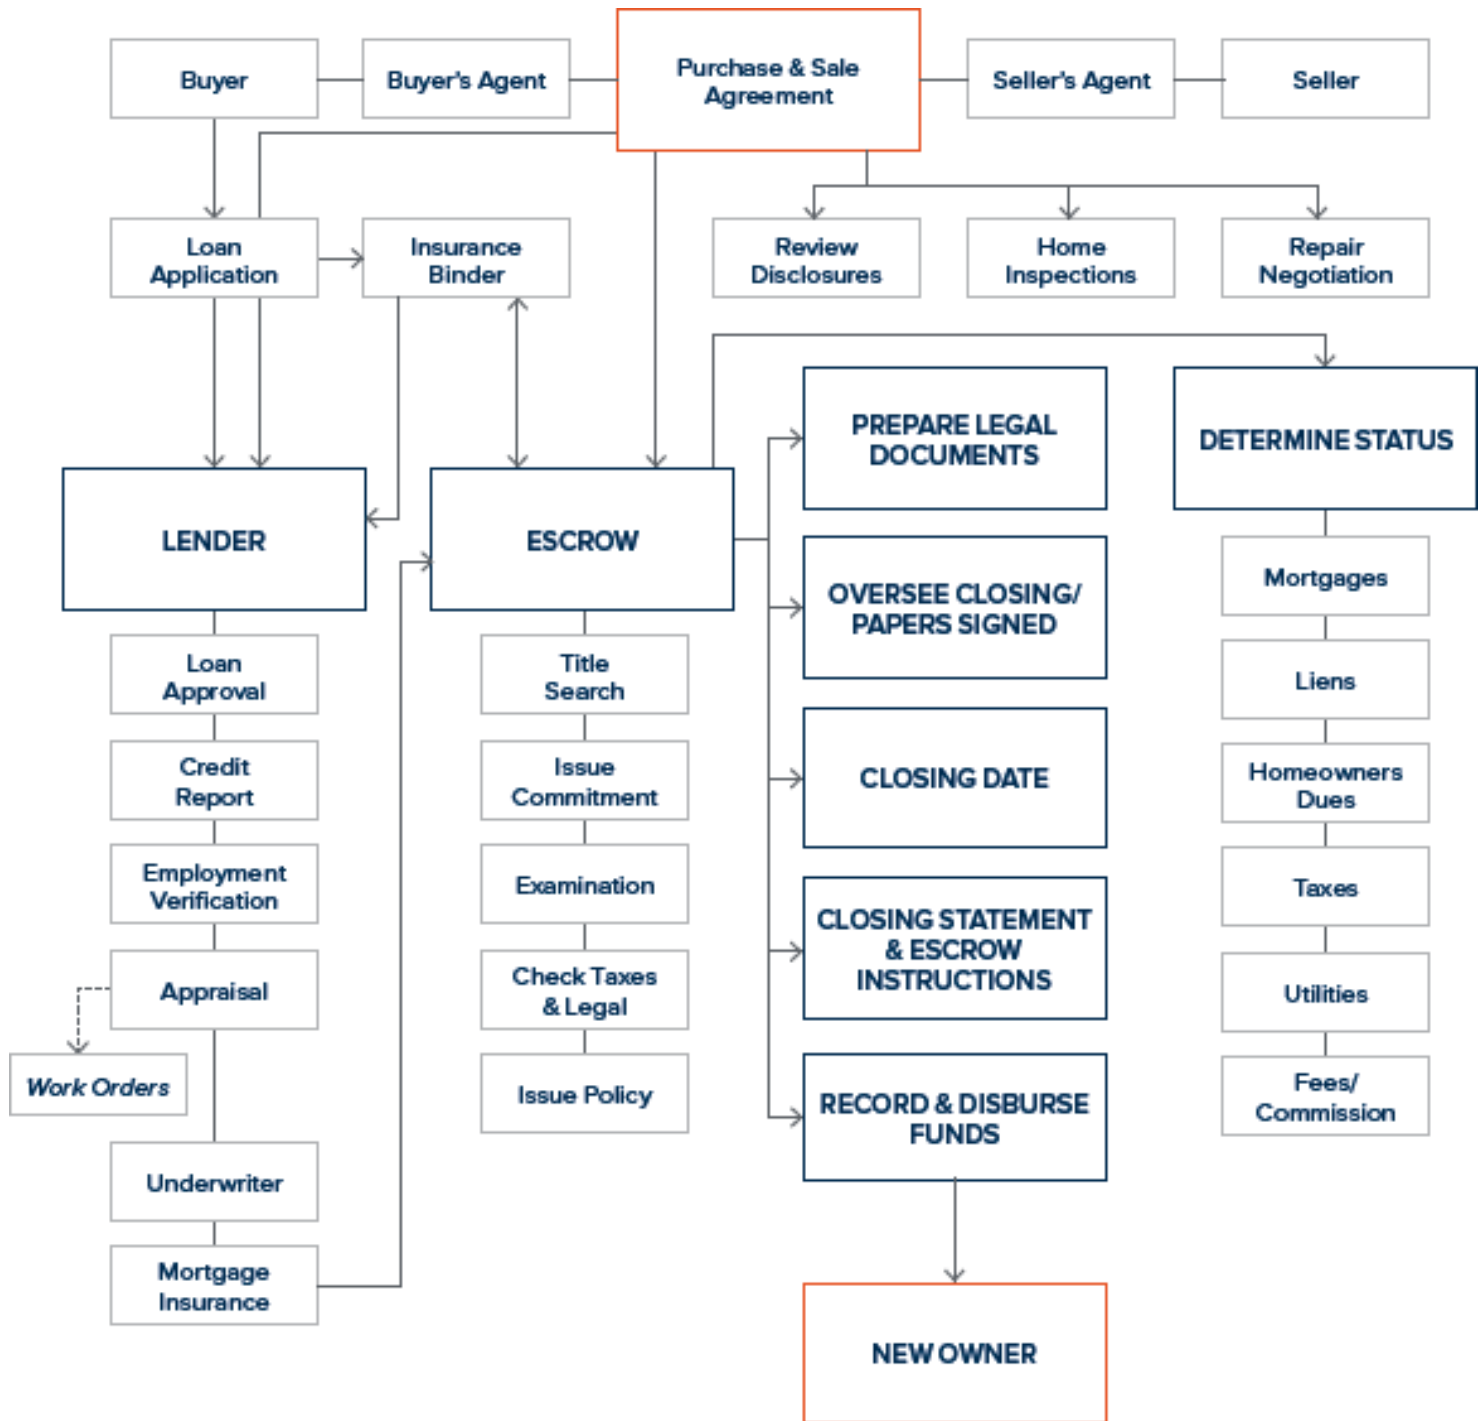 Buyer
Buyer's Agent
Purchase & Sale
Agreement
Seller's Agent
Seller
Loan
Application
Insurance
Binder
Review
Disclosures
Home
Inspections
Repair
Negotiation
LENDER
Loan
Approval
Credit
Report
Employment
Verification
Appraisal
Work Orders
Underwriter
Mortgage
Insurance
ESCROW
Title
Search
Issue
Commitment
Examination
Check Taxes
& Legal
Issue Policy
PREPARE LEGAL
DOCUMENTS
OVERSEE CLOSING/
PAPERS SIGNED
CLOSING DATE
CLOSING STATEMENT
& ESCROW
INSTRUCTIONS
RECORD & DISBURSE
FUNDS
NEW OWNER
DETERMINE STATUS
Mortgages
Liens
Homeowners
Dues
Taxes
Utilities
Fees/
Commission